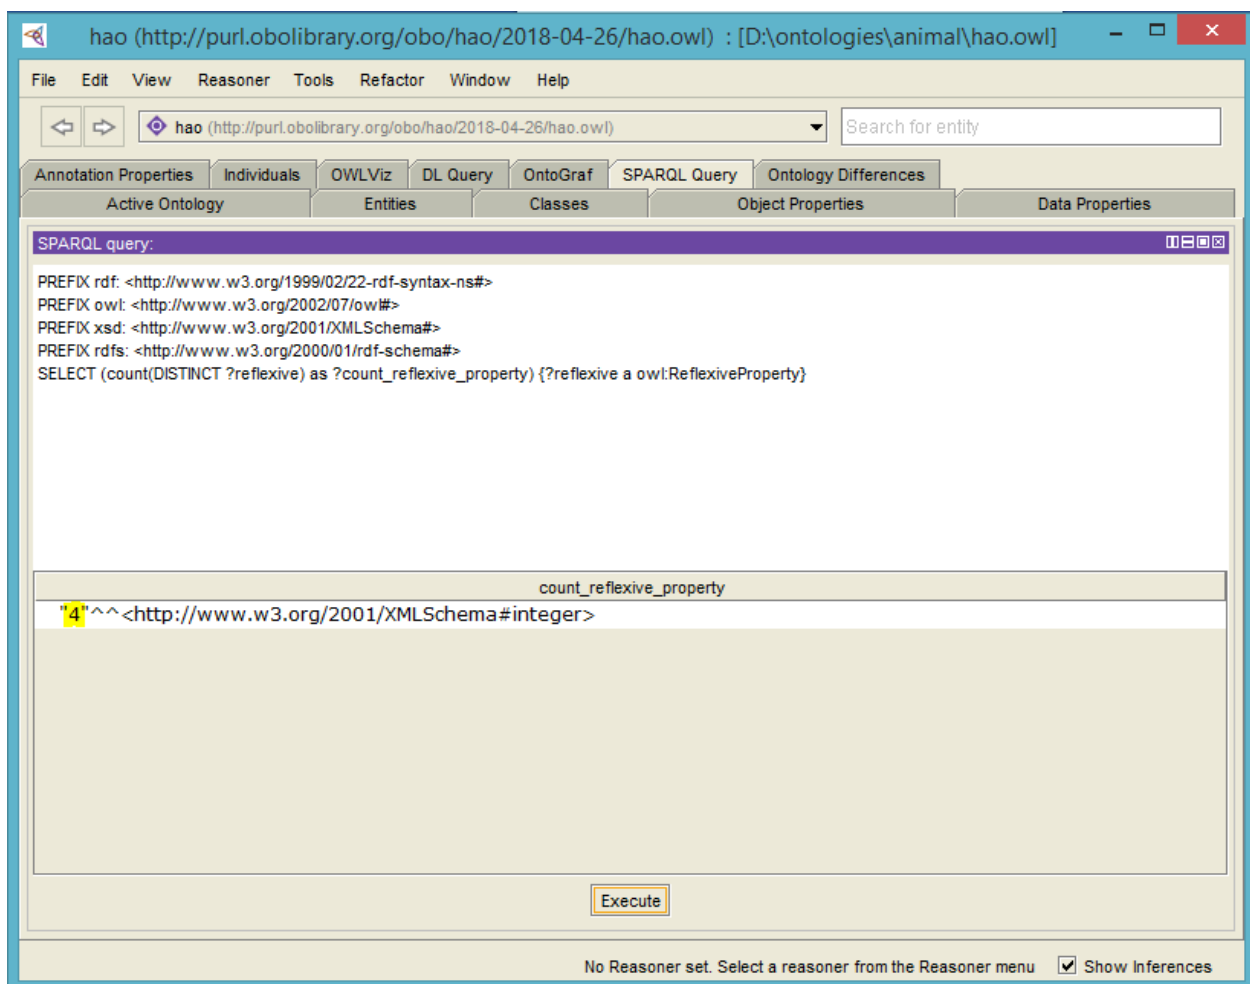 hao (http://purl.obolibrary.org/obo/hao/2018-04-26/hao.owl) : [D:\ontologies\animal\hao.owl]
File Edit View Reasoner Tools Refactor Window Help
hao (http://purl.obolibrary.org/obo/hao/2018-04-26/hao.owl) Search for entity
Annotation Properties Individuals OWLViz DL Query OntoGraf SPARQL Query Ontology Differences
Active Ontology Entities Classes Object Properties Data Properties
SPARQL query:
PREFIX rdf: <http://www.w3.org/1999/02/22-rdf-syntax-ns#>
PREFIX owl: <http://www.w3.org/2002/07/owl#>
PREFIX xsd: <http://www.w3.org/2001/XMLSchema#>
PREFIX rdfs: <http://www.w3.org/2000/01/rdf-schema#>
SELECT (count(DISTINCT ?reflexive) as ?count_reflexive_property) {?reflexive a owl:ReflexiveProperty}
count_reflexive_property
"4"^^<http://www.w3.org/2001/XMLSchema#integer>
Execute
No Reasoner set. Select a reasoner from the Reasoner menu Show Inferences